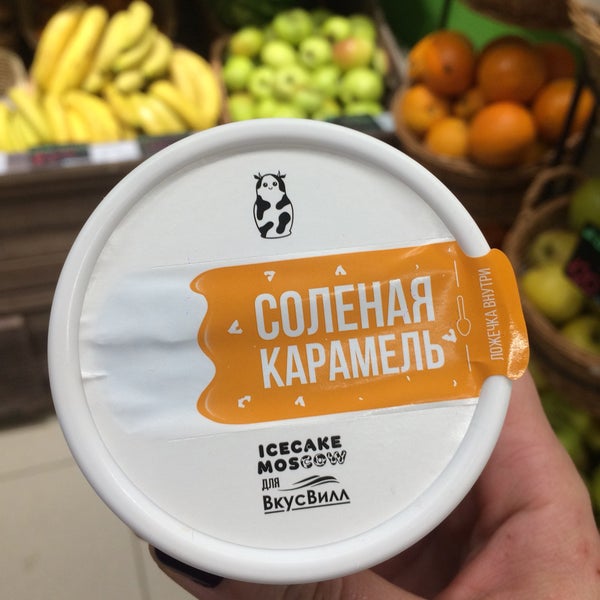 СОЛЕНАЯ
КАРАМЕЛЬ
ЛОЖЕЧКА ВНУТРИ
ICECAKE
MOSCOW
ДЛЯ
ВкусВилл